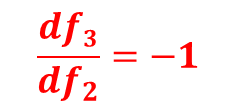 df₃/df₂ = −1